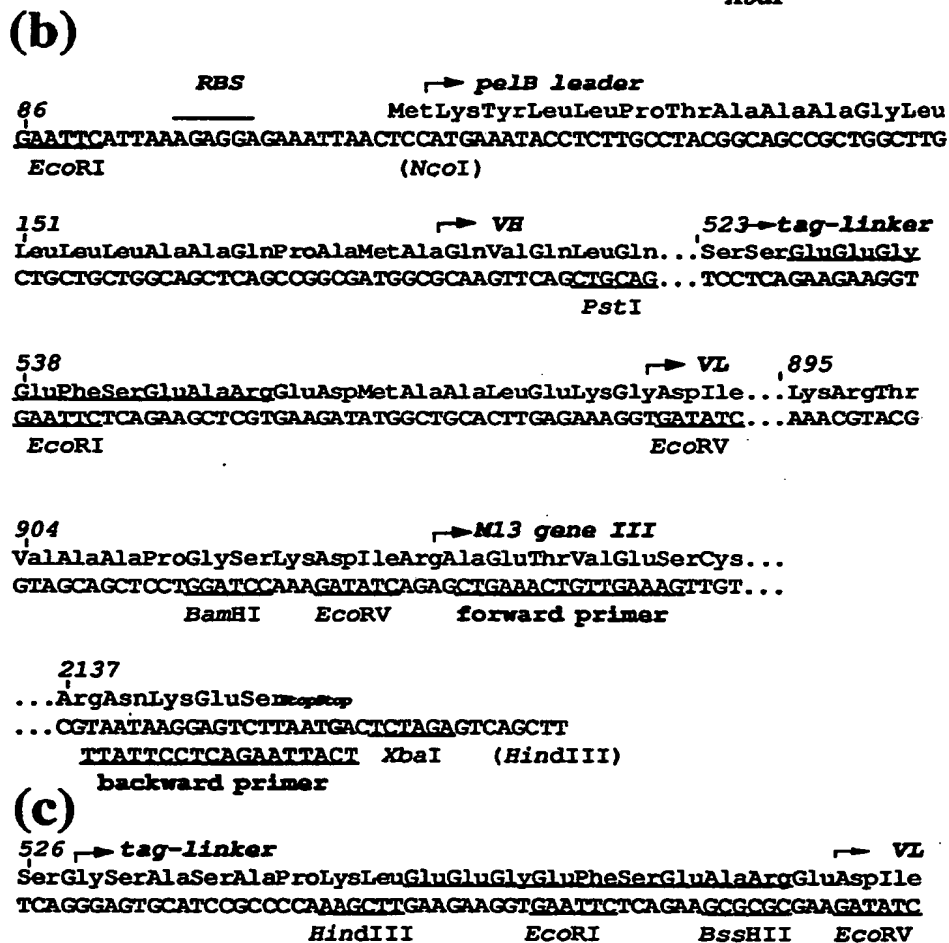 (b)
RBS pelB leader
86 MetLysTyrLeuLeuProThrAlaAlaAlaGlyLeu
GAATTCATTAAAGAGGAGAAATTAACTCCATGAAATACCTCTTGCCTACGGCAGCCGCTGGCTTG
EcoRI (NcoI)
151 VH 523 tag-linker
LeuLeuLeuAlaAlaGlnProAlaMetAlaGlnValGlnLeuGln...SerSerGluGluGly
CTGCTGCTGGCAGCTCAGCCGGCGATGGCGCAAGTTCAGCTGCAG...TCCTCAGAAGAAGGT
PstI
538 VL 895
GluPheSerGluAlaArgGluAspMetAlaAlaLeuGluLysGlyAspIle...LysArgThr
GAATTCTCAGAAGCTCGTGAAGATATGGCTGCACTTGAGAAAGGTGATATC...AAACGTACG
EcoRI EcoRV
904 M13 gene III
ValAlaAlaProGlySerLysAspIleArgAlaGluThrValGluSerCys...
GTAGCAGCTCCTGGATCCAAAGATATCAGAGCTGAAACTGTTGAAAGTTGT...
BamHI EcoRV forward primer
2137
...ArgAsnLysGluSerStopStop
...CGTAATAAGGAGTCTTAATGACTCTAGAGTCAGCTT
TTATTCCTCAGAATTACT XbaI (HindIII)
backward primer
(c)
526 tag-linker VL
SerGlySerAlaSerAlaProLysLeuGluGluGlyGluPheSerGluAlaArgGluAspIle
TCAGGGAGTGCATCCGCCCCAAAGCTTGAAGAAGGTGAATTCTCAGAAGCGCGCGAAGATATC
HindIII EcoRI BssHII EcoRV